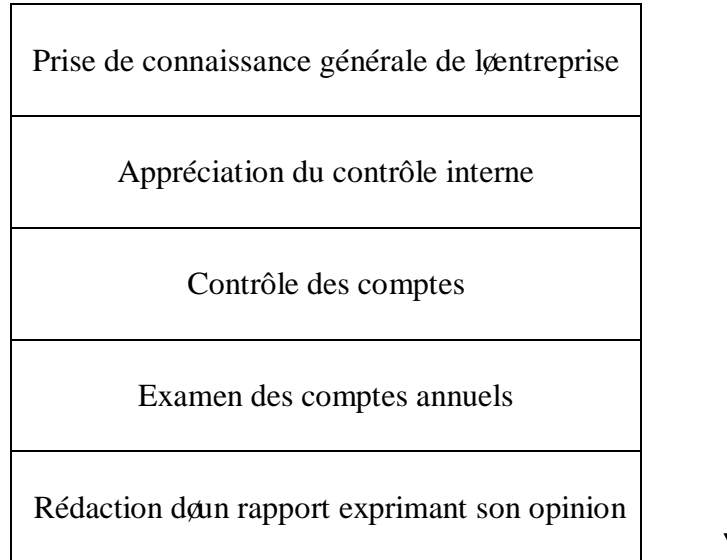 Prise de connaissance générale de løentreprise
Appréciation du contrôle interne
Contrôle des comptes
Examen des comptes annuels
Rédaction døun rapport exprimant son opinion